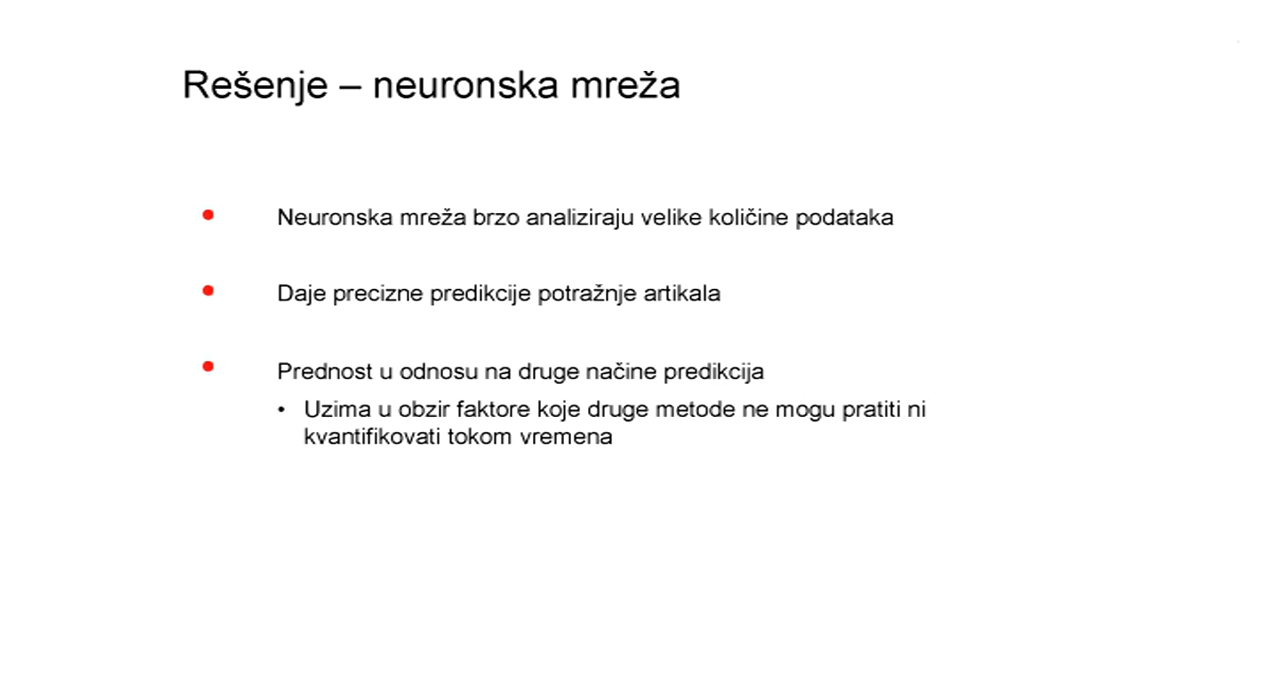 Rešenje – neuronska mreža
• Neuronska mreža brzo analiziraju velike količine podataka
• Daje precizne predikcije potražnje artikala
• Prednost u odnosu na druge načine predikcija
• Uzima u obzir faktore koje druge metode ne mogu pratiti ni
kvantifikovati tokom vremena